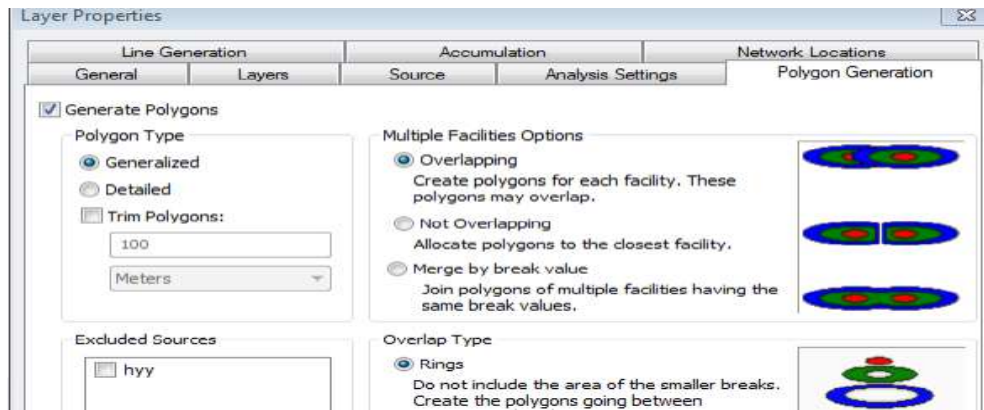 Layer Properties
Line Generation Accumulation Network Locations
General Layers Source Analysis Settings Polygon Generation
Generate Polygons
Polygon Type
Generalized
Detailed
Trim Polygons:
100
Meters
Multiple Facilities Options
Overlapping
Create polygons for each facility. These
polygons may overlap.
Not Overlapping
Allocate polygons to the closest facility.
Merge by break value
Join polygons of multiple facilities having the
same break values.
Excluded Sources
hyy
Overlap Type
Rings
Do not include the area of the smaller breaks.
Create the polygons going between